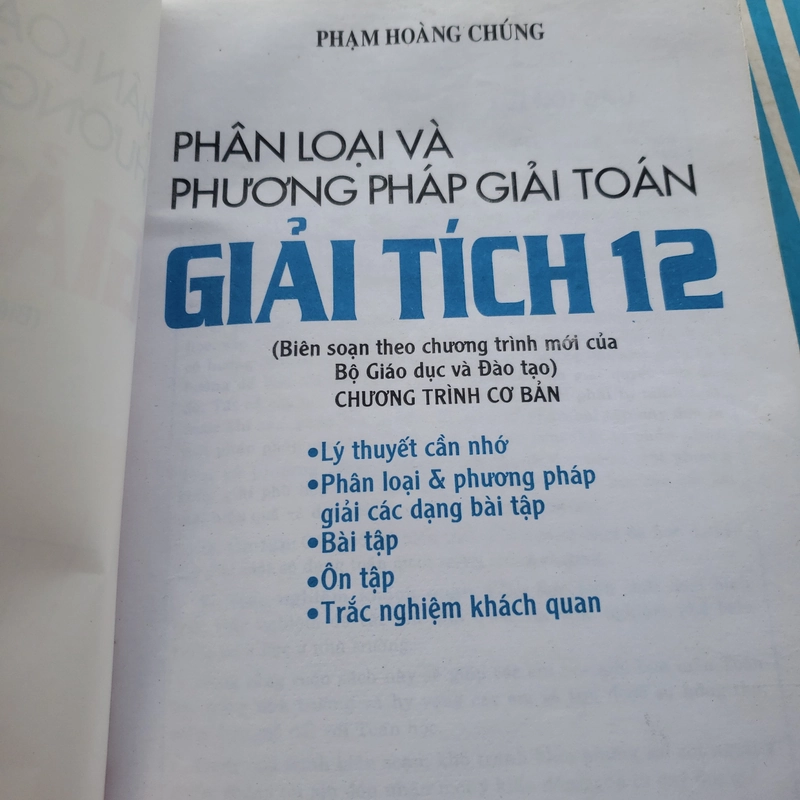 PHẠM HOÀNG CHÚNG
PHÂN LOẠI VÀ
PHƯƠNG PHÁP GIẢI TOÁN
GIẢI TÍCH 12
(Biên soạn theo chương trình mới của
Bộ Giáo dục và Đào tạo)
CHƯƠNG TRÌNH CƠ BẢN
•Lý thuyết cần nhớ
•Phân loại & phương pháp
giải các dạng bài tập
•Bài tập
•Ôn tập
•Trắc nghiệm khách quan